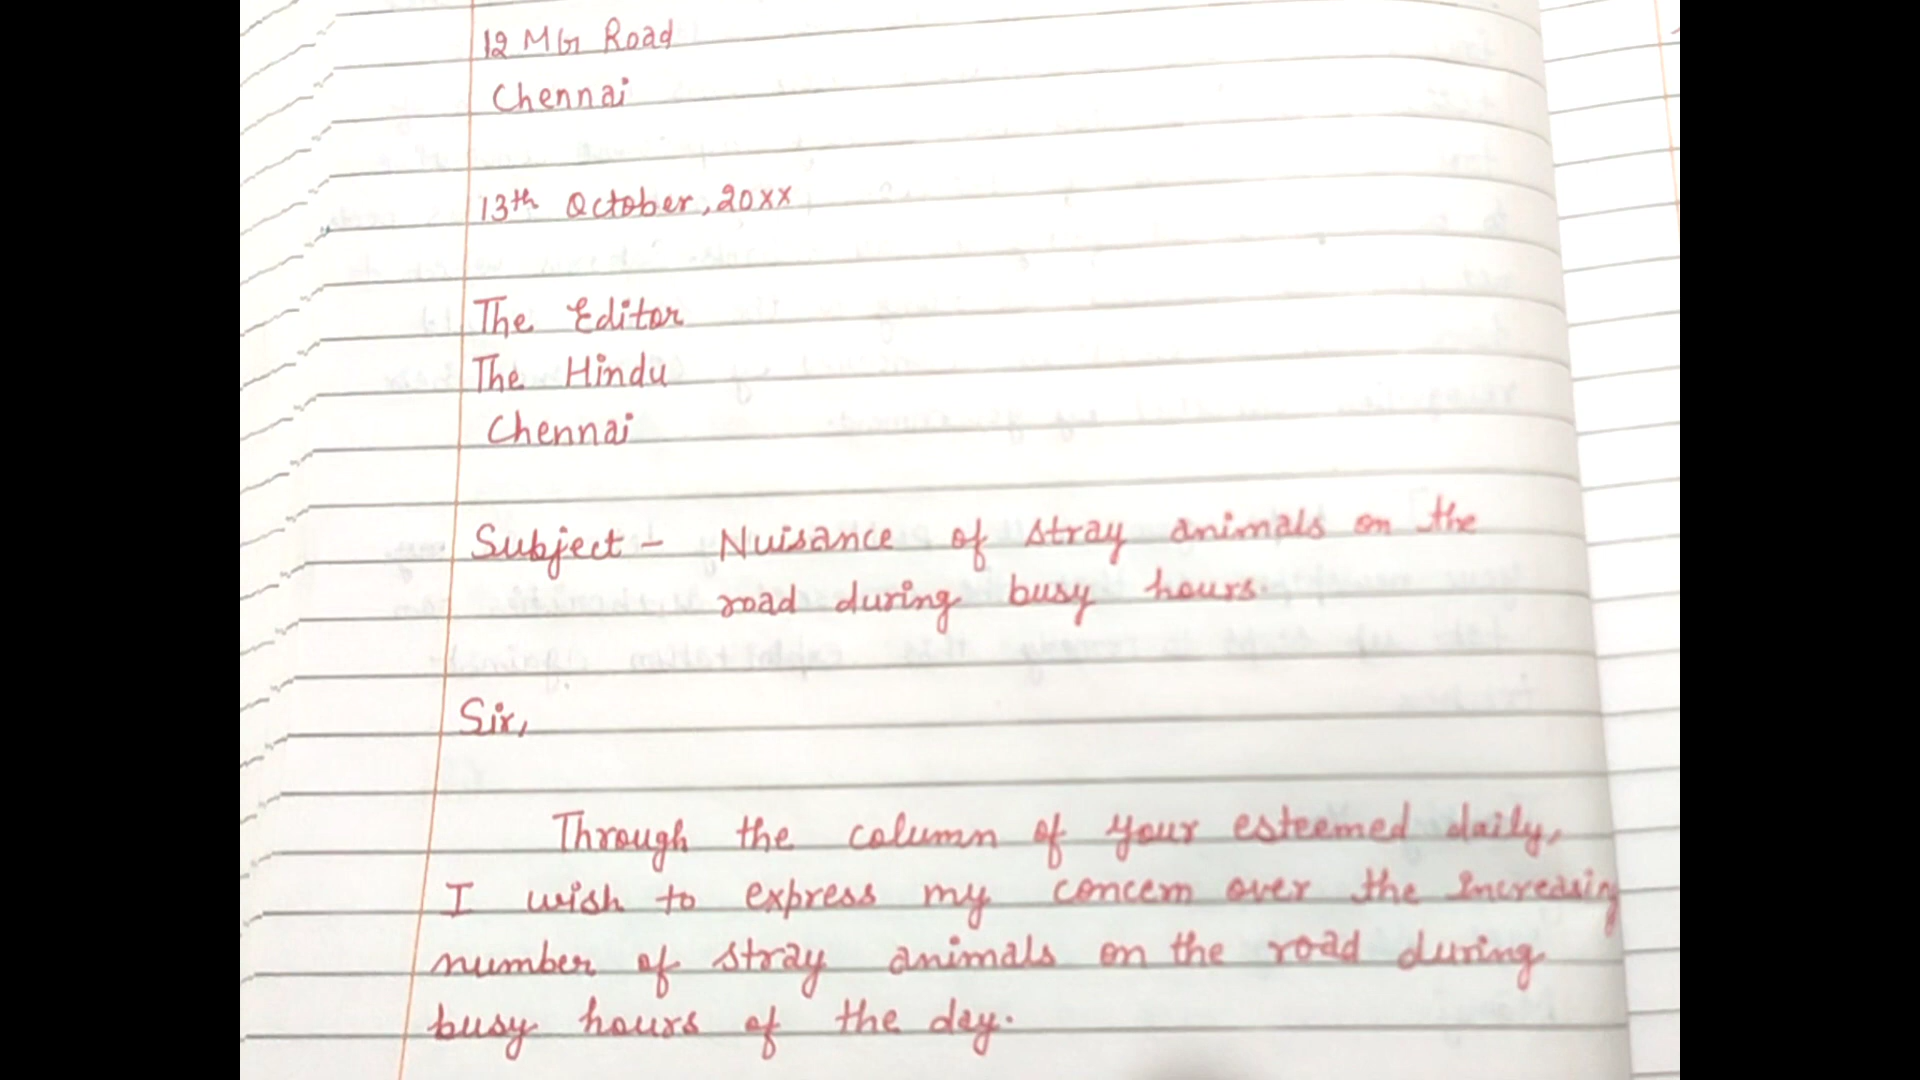 12 MG Road
Chennai
13th October, 20xx
The Editor
The Hindu
Chennai
Subject - Nuisance of stray animals on the
road during busy hours.
Sir,
Through the column of your esteemed daily,
I wish to express my concern over the Increasing
number of stray animals on the road during
busy hours of the day.